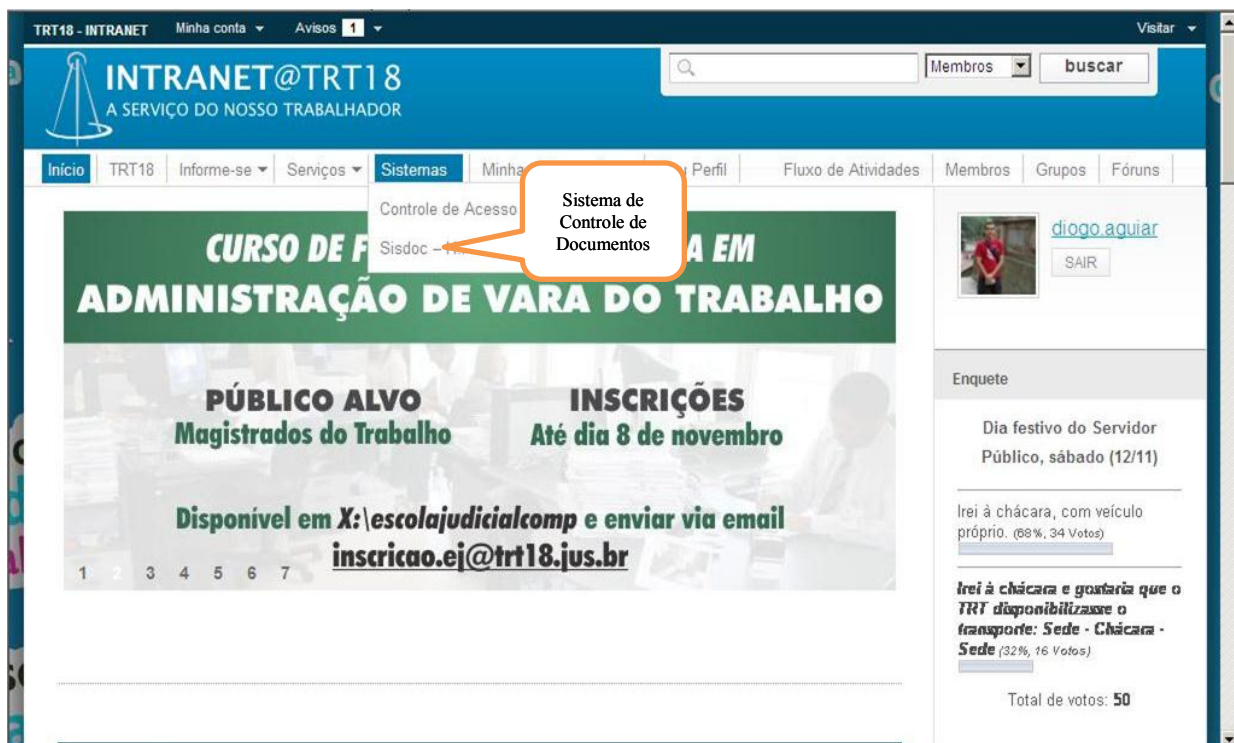 TRT18 - INTRANET Minha conta Avisos 1 Visitar
INTRANET@TRT18
A SERVIÇO DO NOSSO TRABALHADOR
Membros buscar
Início TRT18 Informe-se Serviços Sistemas Minha Perfil Fluxo de Atividades Membros Grupos Fóruns
Controle de Acesso
Sisdoc –
Sistema de
Controle de
Documentos
CURSO DE F A EM
ADMINISTRAÇÃO DE VARA DO TRABALHO
PÚBLICO ALVO
Magistrados do Trabalho
INSCRIÇÕES
Até dia 8 de novembro
Disponível em X:\escolajudicialcomp e enviar via email
inscricao.ej@trt18.jus.br
1 2 3 4 5 6 7
diogo.aguiar
SAIR
Enquete
Dia festivo do Servidor
Público, sábado (12/11)
Irei à chácara, com veículo
próprio. (68%, 34 Votos)
Irei à chácara e gostaria que o
TRT disponibilizasse o
transporte: Sede - Chácara -
Sede (32%, 16 Votos)
Total de votos: 50